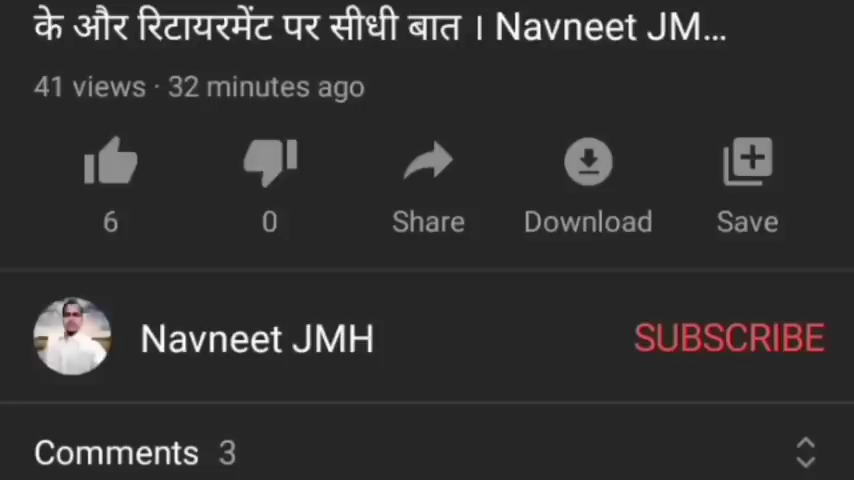 के और रिटायरमेंट पर सीधी बात । Navneet JM...
41 views · 32 minutes ago
6
0
Share
Download
Save
Navneet JMH
SUBSCRIBE
Comments 3